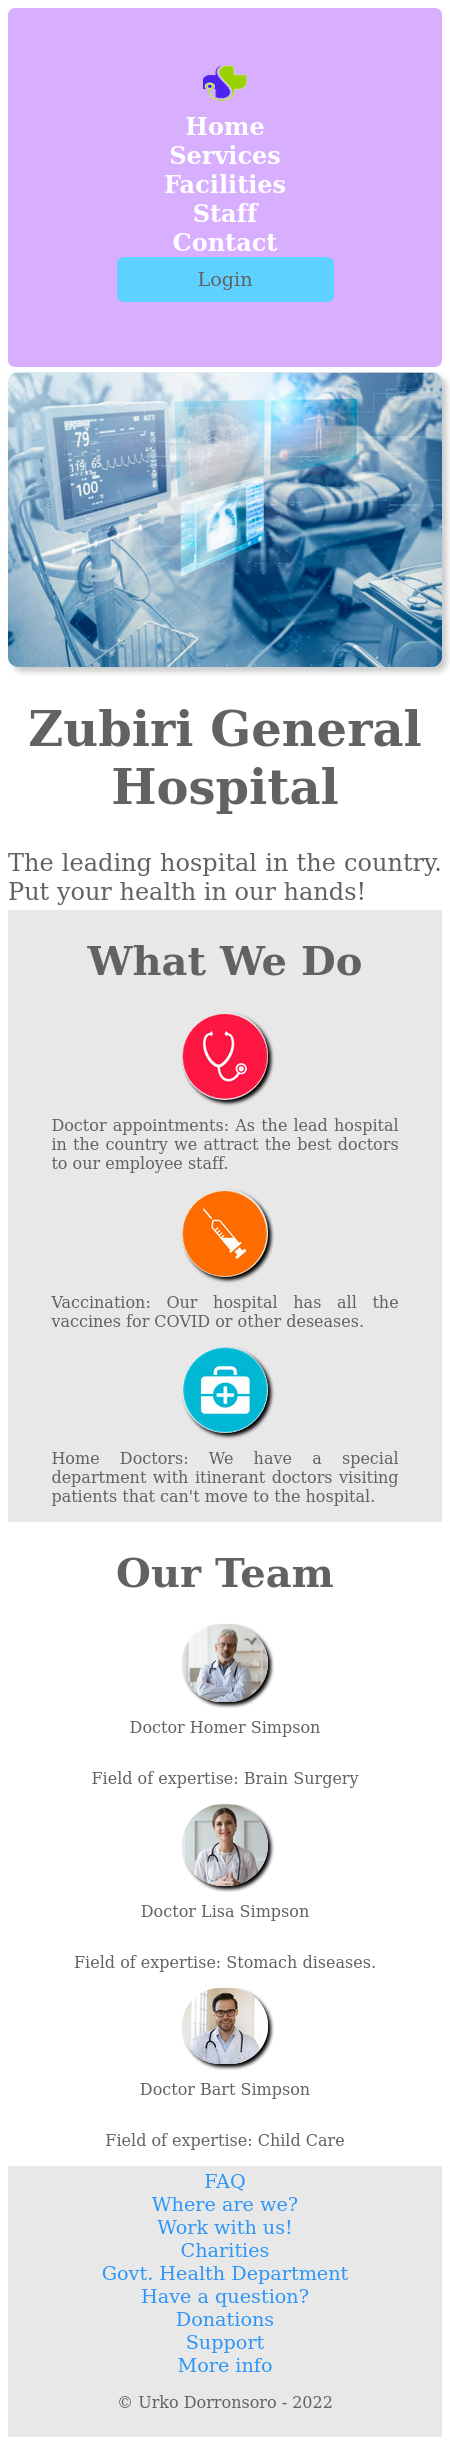 Home
Services
Facilities
Staff
Contact
Login
79
119 65
100
Zubiri General
Hospital
The leading hospital in the country.
Put your health in our hands!
What We Do
Doctor appointments: As the lead hospital
in the country we attract the best doctors
to our employee staff.
Vaccination: Our hospital has all the
vaccines for COVID or other deseases.
Home Doctors: We have a special
department with itinerant doctors visiting
patients that can't move to the hospital.
Our Team
Doctor Homer Simpson
Field of expertise: Brain Surgery
Doctor Lisa Simpson
Field of expertise: Stomach diseases.
Doctor Bart Simpson
Field of expertise: Child Care
FAQ
Where are we?
Work with us!
Charities
Govt. Health Department
Have a question?
Donations
Support
More info
© Urko Dorronsoro - 2022